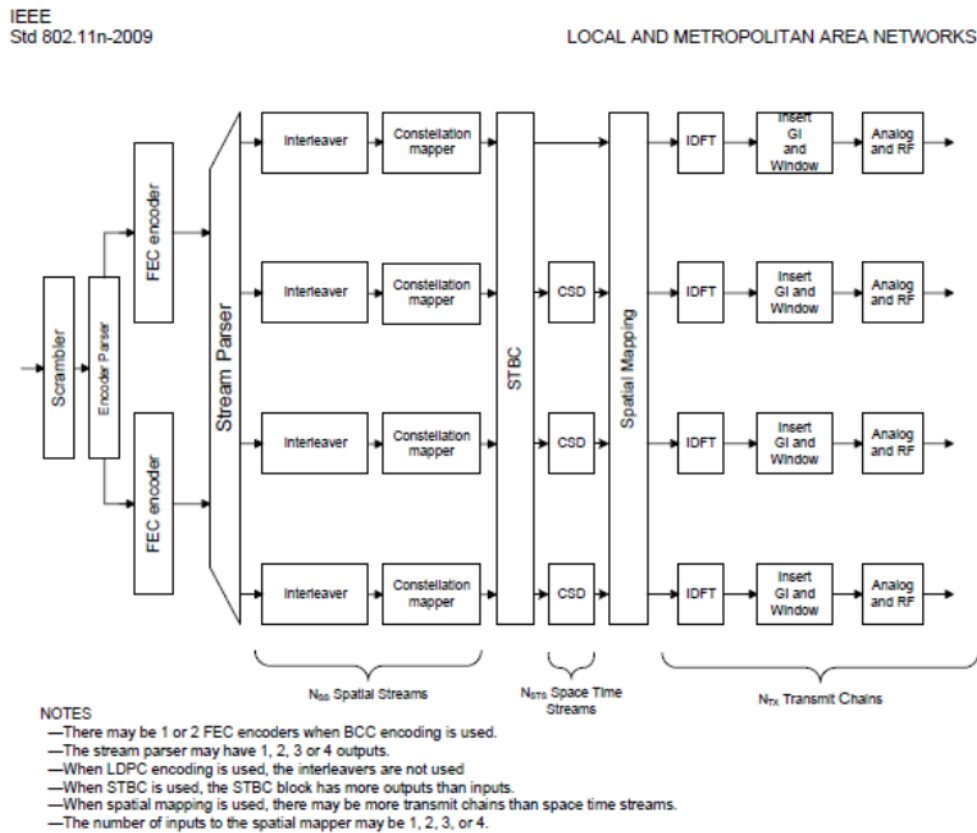 IEEE
Std 802.11n-2009
LOCAL AND METROPOLITAN AREA NETWORKS
Scrambler
Encoder Parser
FEC encoder
FEC encoder
Stream Parser
Interleaver
Constellation
mapper
STBC
Spatial Mapping
IDFT
Insert
GI
and
Window
Analog
and RF
Interleaver
Constellation
mapper
CSD
IDFT
Insert
GI and
Window
Analog
and RF
Interleaver
Constellation
mapper
CSD
IDFT
Insert
GI and
Window
Analog
and RF
Interleaver
Constellation
mapper
CSD
IDFT
Insert
GI and
Window
Analog
and RF
NSS Spatial Streams
NSTS Space Time
Streams
NTX Transmit Chains
NOTES
—There may be 1 or 2 FEC encoders when BCC encoding is used.
—The stream parser may have 1, 2, 3 or 4 outputs.
—When LDPC encoding is used, the interleavers are not used
—When STBC is used, the STBC block has more outputs than inputs.
—When spatial mapping is used, there may be more transmit chains than space time streams.
—The number of inputs to the spatial mapper may be 1, 2, 3, or 4.